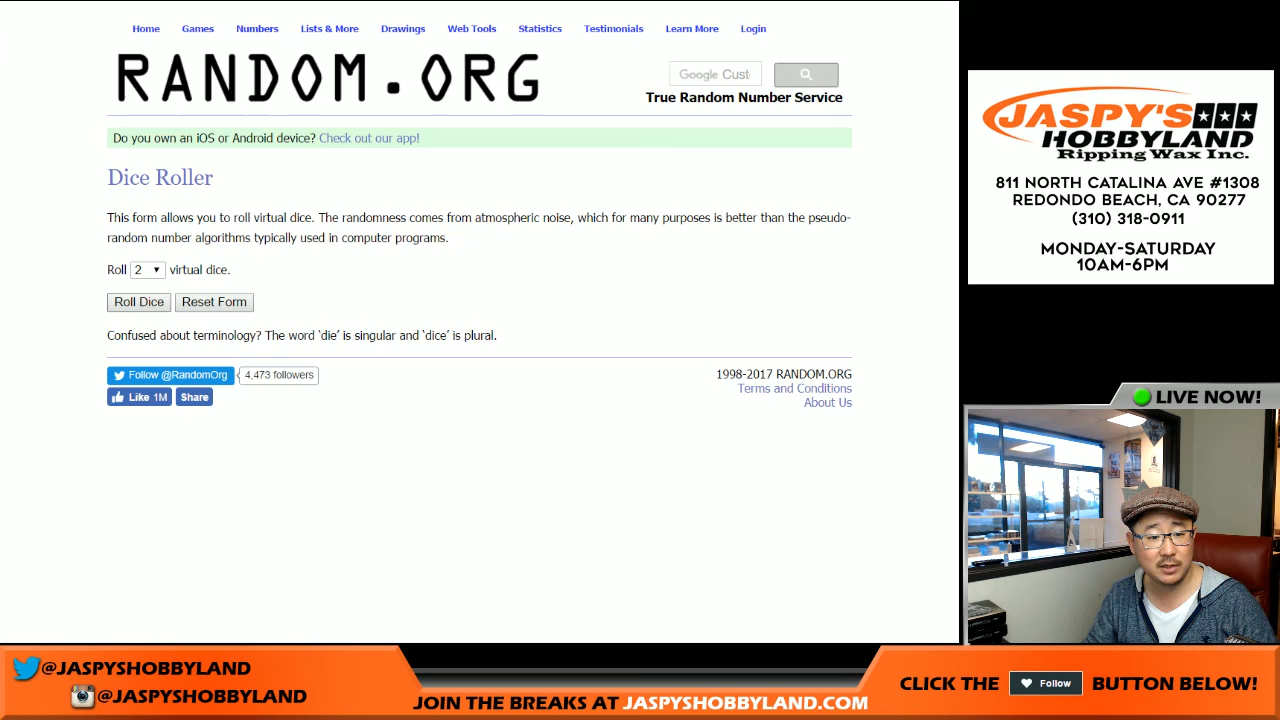 Home Games Numbers Lists & More Drawings Web Tools Statistics Testimonials Learn More Login
RANDOM.ORG
Google Cust
True Random Number Service
Do you own an iOS or Android device? Check out our app!
Dice Roller
This form allows you to roll virtual dice. The randomness comes from atmospheric noise, which for many purposes is better than the pseudo-
random number algorithms typically used in computer programs.
Roll 2 virtual dice.
Roll Dice Reset Form
Confused about terminology? The word ‘die’ is singular and ‘dice’ is plural.
Follow @RandomOrg 4,473 followers
Like 1M Share
1998-2017 RANDOM.ORG
Terms and Conditions
About Us
JASPY'S
HOBBYLAND
Ripping Wax Inc.
811 NORTH CATALINA AVE #1308
REDONDO BEACH, CA 90277
(310) 318-0911
MONDAY-SATURDAY
10AM-6PM
LIVE NOW!
@JASPYSHOBBYLAND
@JASPYSHOBBYLAND
JOIN THE BREAKS AT JASPYSHOBBYLAND.COM
CLICK THE Follow BUTTON BELOW!